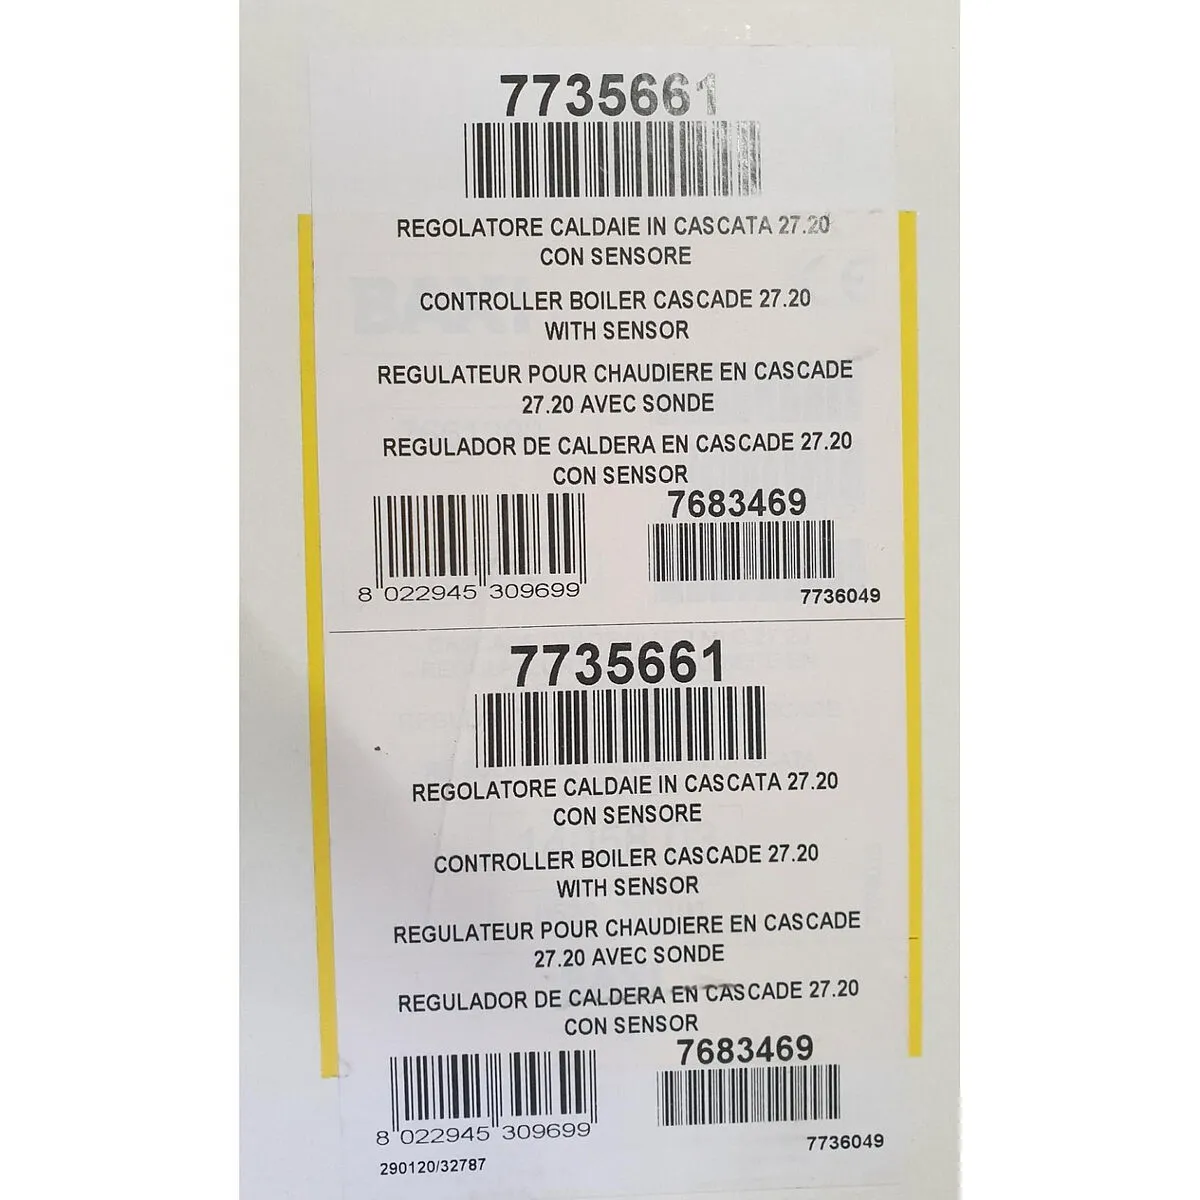 7735661
REGOLATORE CALDAIE IN CASCATA 27.20
CON SENSORE
CONTROLLER BOILER CASCADE 27.20
WITH SENSOR
REGULATEUR POUR CHAUDIERE EN CASCADE
27.20 AVEC SONDE
REGULADOR DE CALDERA EN CASCADE 27.20
CON SENSOR
7683469
8 022945 309699
7736049
7735661
REGOLATORE CALDAIE IN CASCATA 27.20
CON SENSORE
CONTROLLER BOILER CASCADE 27.20
WITH SENSOR
REGULATEUR POUR CHAUDIERE EN CASCADE
27.20 AVEC SONDE
REGULADOR DE CALDERA EN CASCADE 27.20
CON SENSOR
7683469
8 022945 309699
7736049
290120/32787